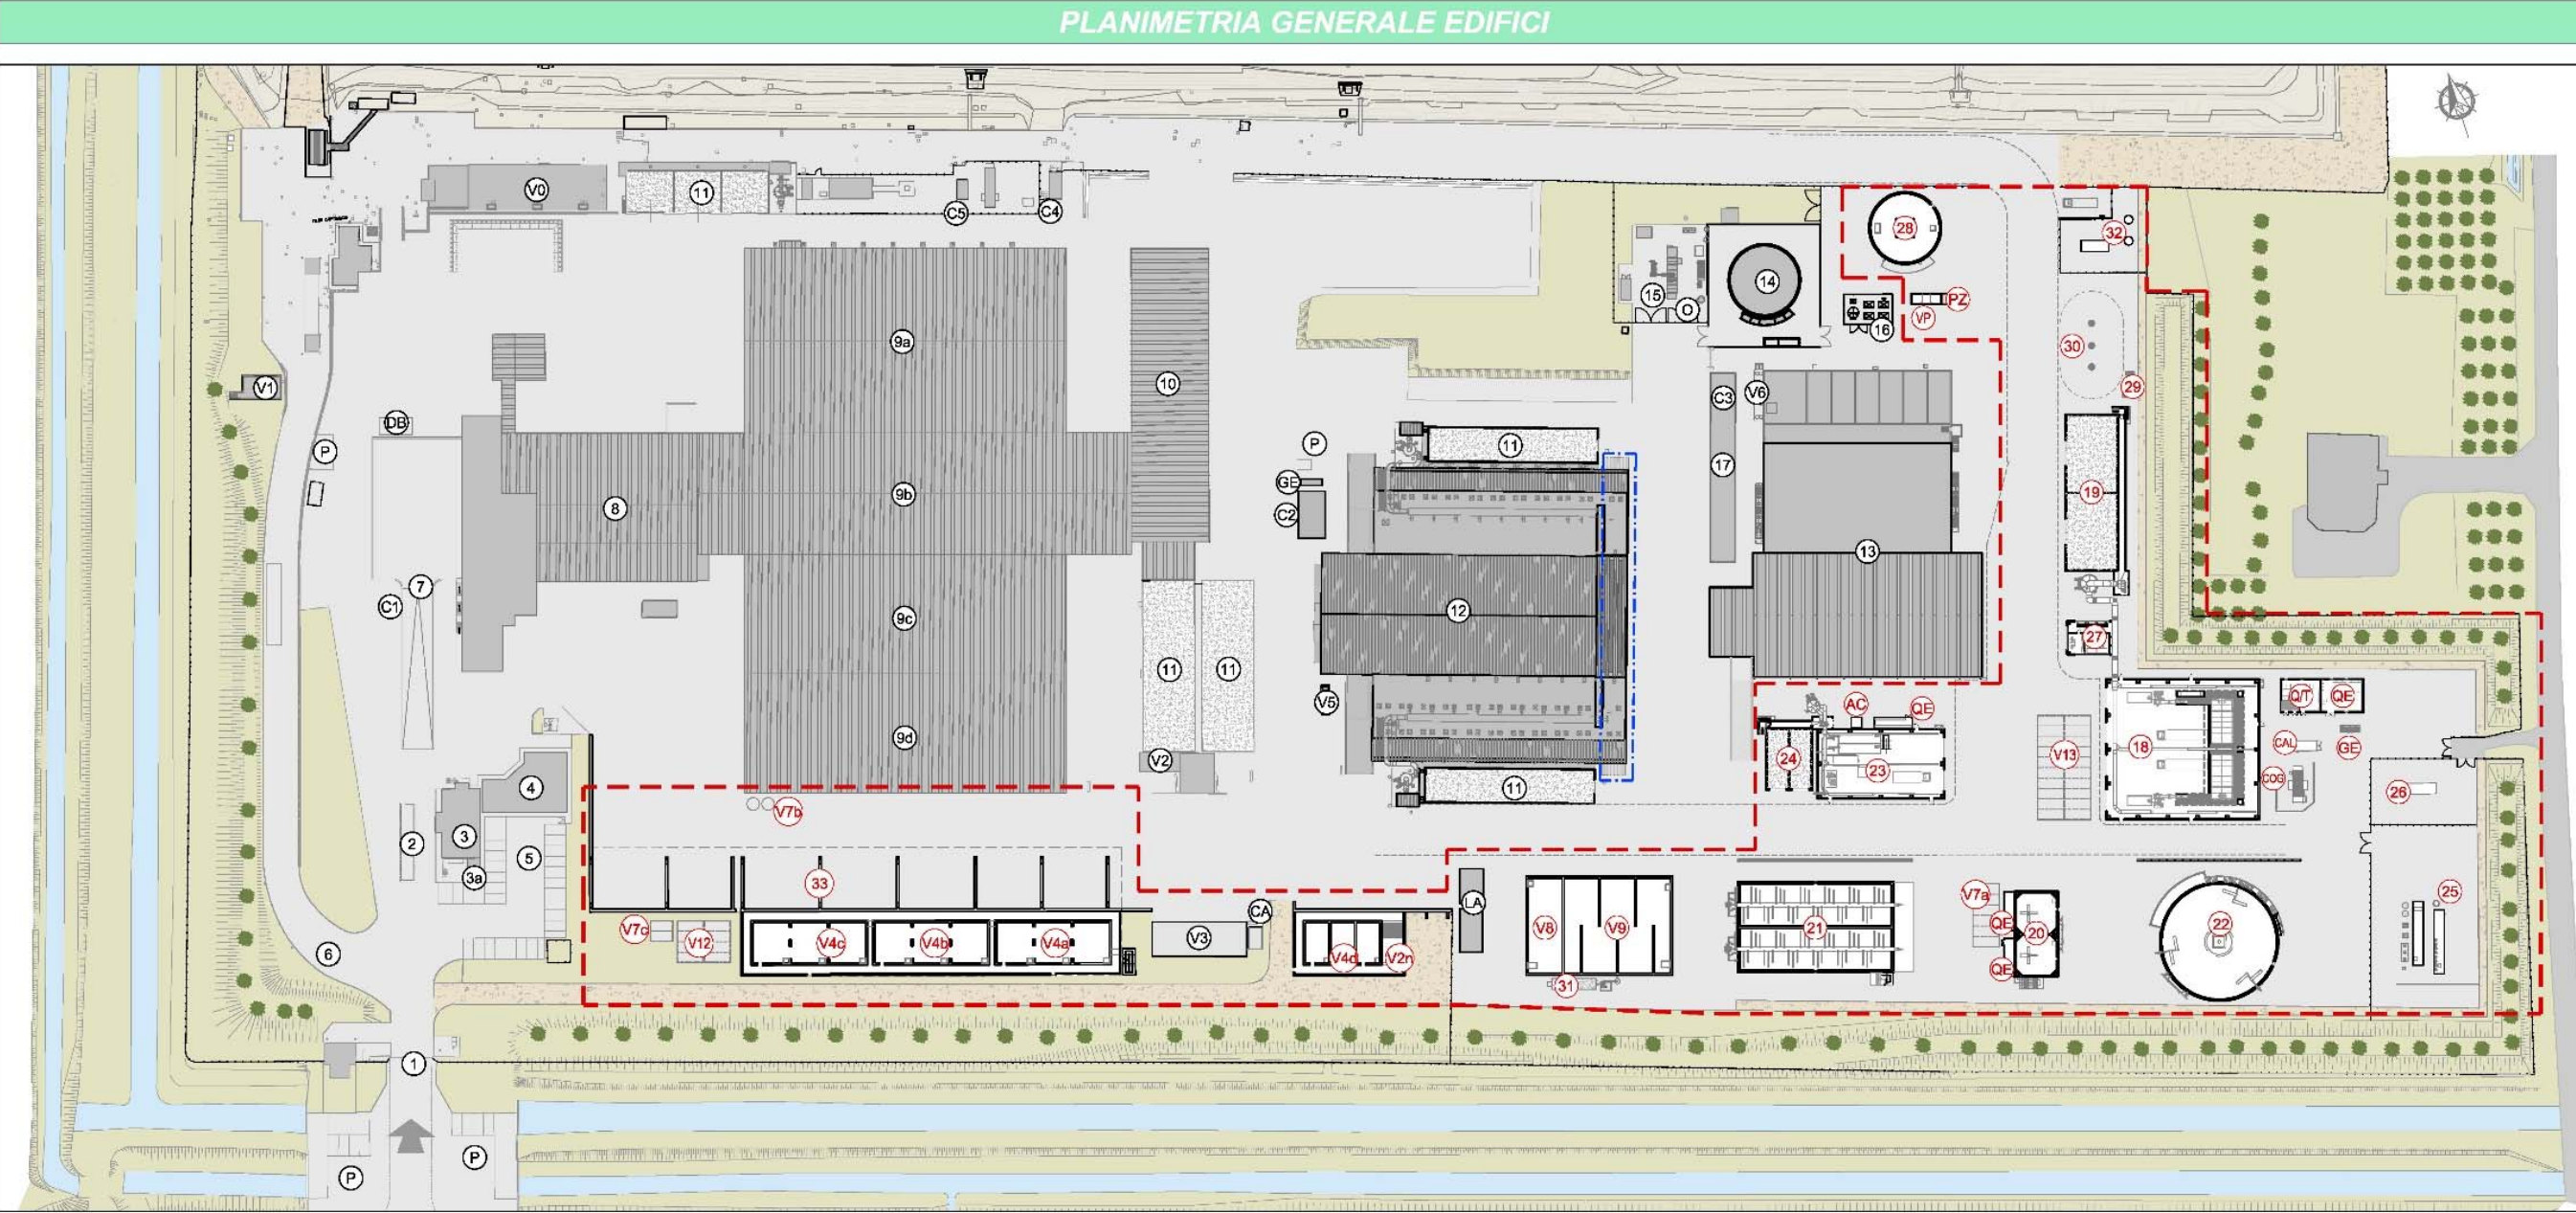 PLANIMETRIA GENERALE EDIFICI
V0
11
C5
C4
28
32
14
15
O
16
VP
PZ
9a
10
30
29
V1
DB
P
C3
V6
11
P
GE
C2
17
19
8
9b
13
7
C1
12
9c
27
11
11
V5
9d
V2
Q/T
QE
AC
QE
24
23
V13
18
CAL
GE
COG
26
4
11
V7b
3
2
5
3a
33
25
V7c
V12
V4c
V4b
V4a
V3
CA
V4d
V2n
LA
V8
V9
31
21
V7a
QE
20
QE
22
6
1
P
P